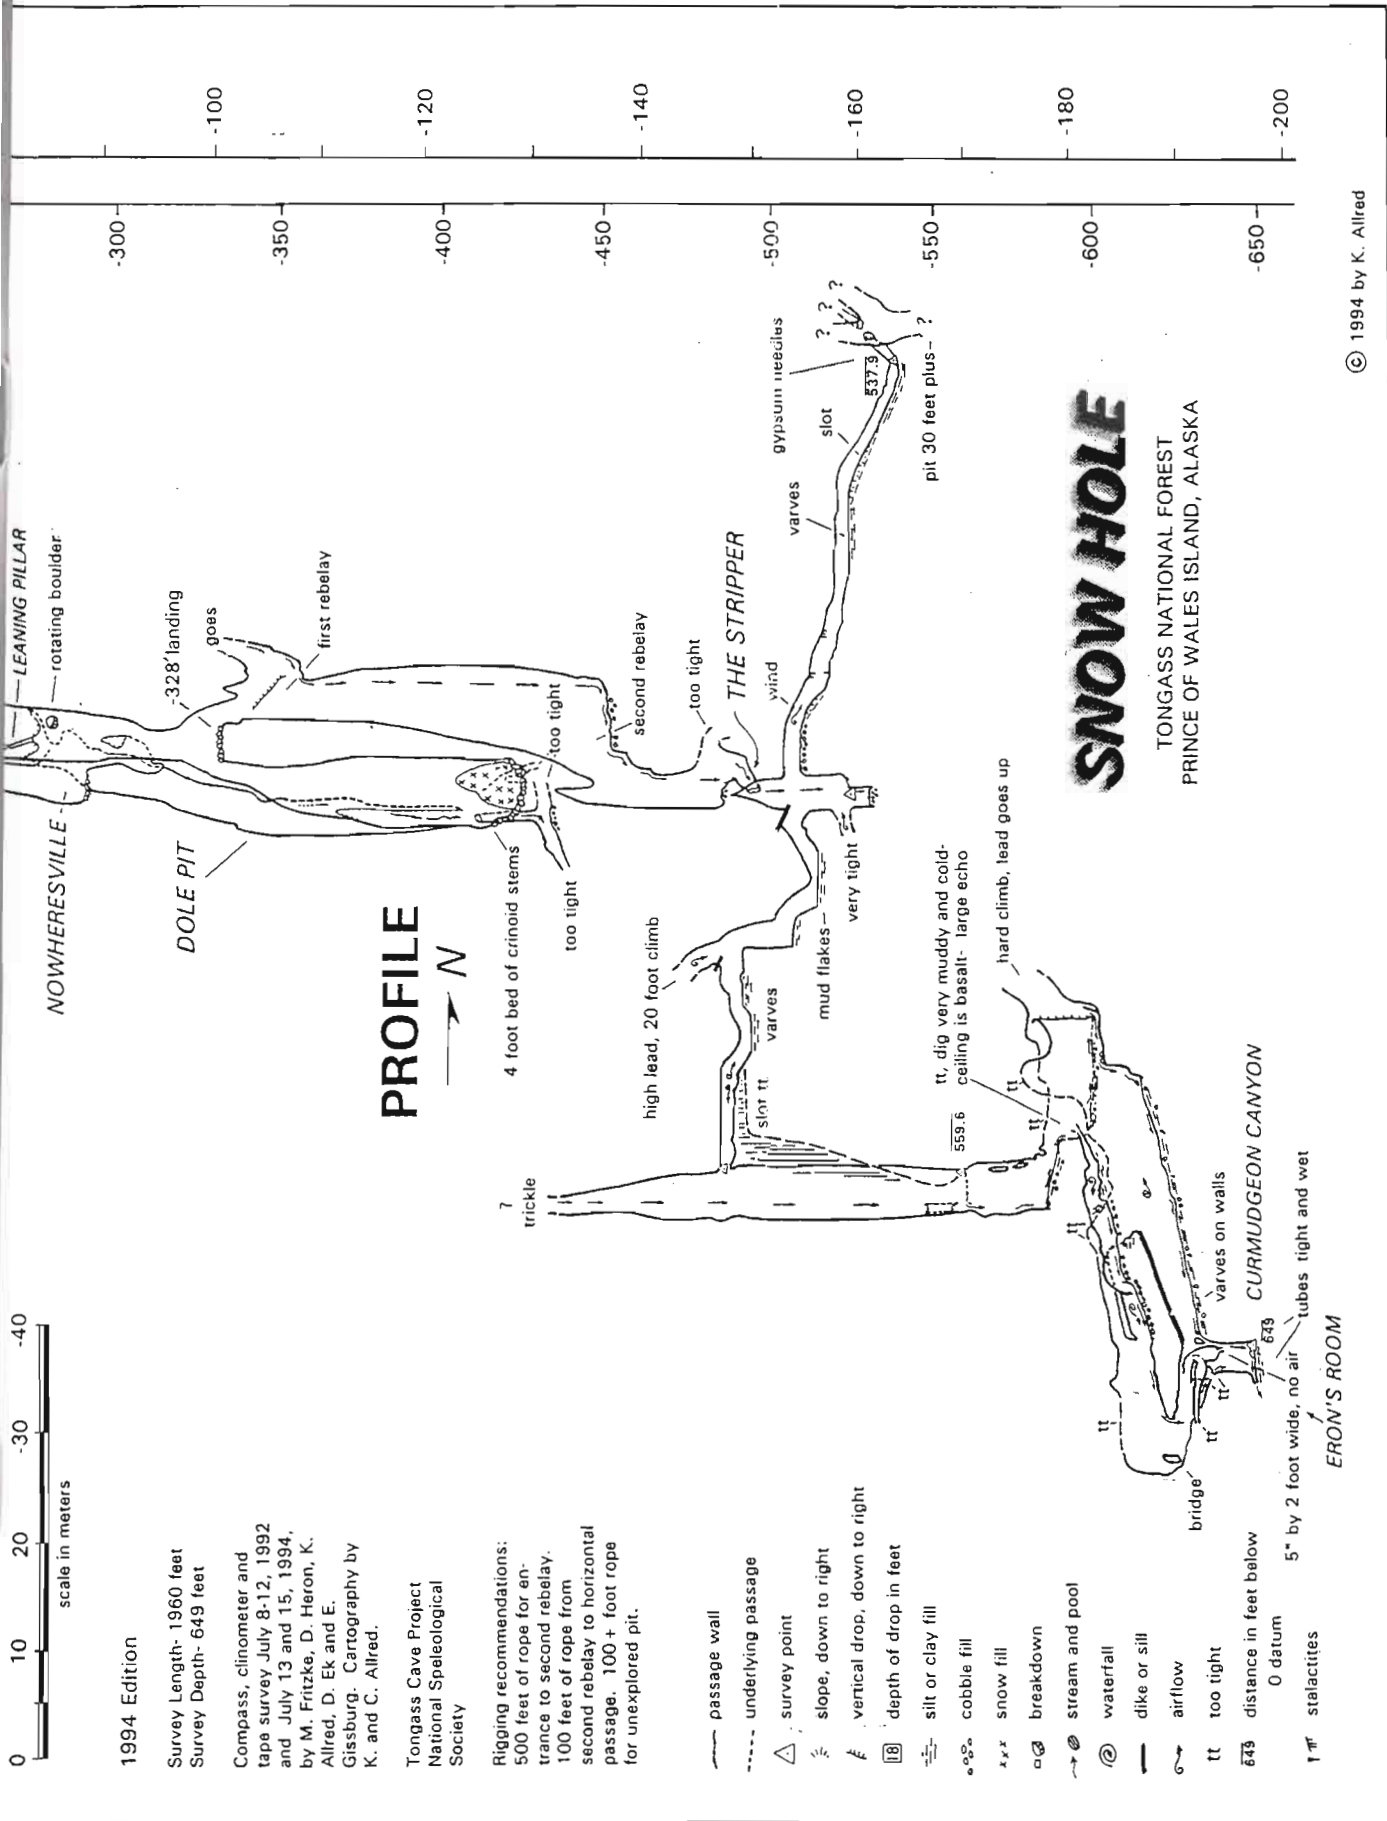 0 10 20 -30 -40
scale in meters
1994 Edition
Survey Length- 1960 feet
Survey Depth- 649 feet
Compass, clinometer and
tape survey July 8-12, 1992
and July 13 and 15, 1994,
by M. Fritzke, D. Heron, K.
Allred, D. Ek and E.
Gissburg. Cartography by
K. and C. Allred.
Tongass Cave Project
National Speleological
Society
Rigging recommendations:
500 feet of rope for en-
trance to second rebelay.
100 feet of rope from
second rebelay to horizontal
passage. 100+ foot rope
for unexplored pit.
passage wall
underlying passage
survey point
slope, down to right
vertical drop, down to right
18 depth of drop in feet
silt or clay fill
cobble fill
xxx snow fill
breakdown
stream and pool
waterfall
dike or sill
airflow
tt too tight
649 distance in feet below
0 datum
stalactites
LEANING PILLAR
rotating boulder
NOWHERESVILLE
-328' landing
goes
DOLE PIT
first rebelay
PROFILE
N
4 foot bed of crinoid stems
too tight
too tight
second rebelay
too tight
THE STRIPPER
wind
varves
slot
gypsum needles
537.9
? ? ? ?
pit 30 feet plus-
high lead, 20 foot climb
mud flakes
very tight
varves
slot tt
?
trickle
559.6
tt, dig very muddy and cold-
ceiling is basalt- large echo
hard climb, lead goes up
tt
tt
tt
tt
tt
tt
bridge
varves on walls
CURMUDGEON CANYON
649
tubes tight and wet
5" by 2 foot wide, no air
ERON'S ROOM
-300
-350
-400
-450
-500
-550
-600
-650
-100
-120
-140
-160
-180
-200
SNOW HOLE
TONGASS NATIONAL FOREST
PRINCE OF WALES ISLAND, ALASKA
© 1994 by K. Allred